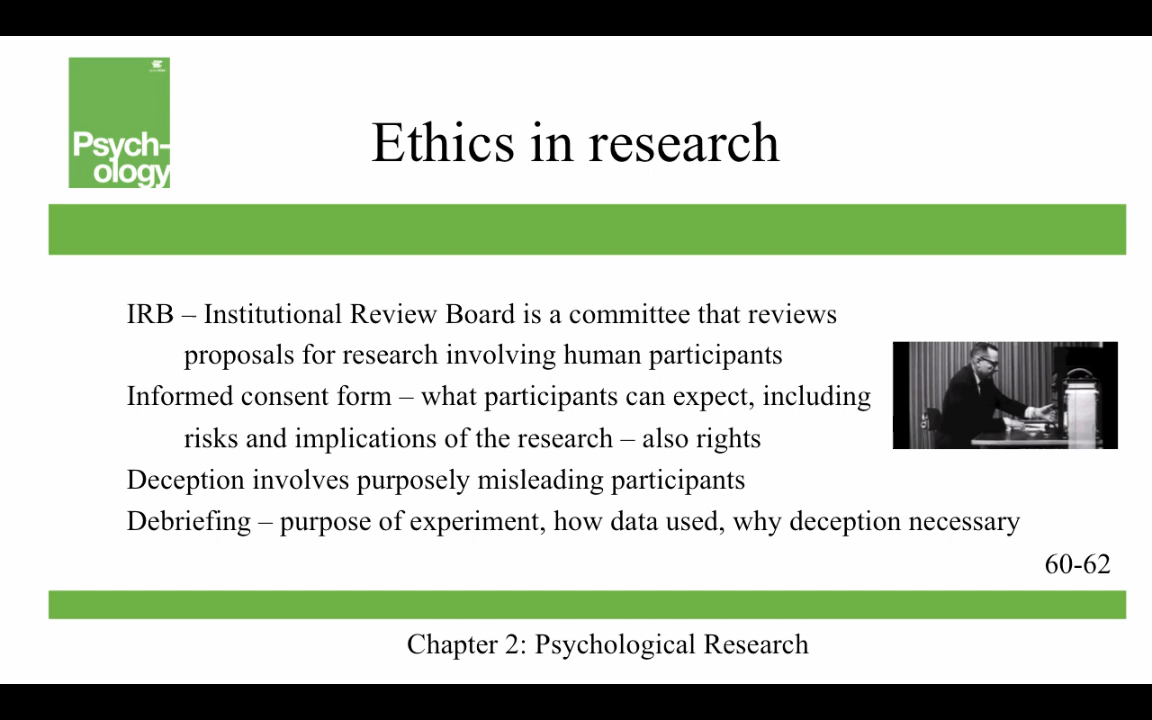 Psych-
ology
Ethics in research
IRB – Institutional Review Board is a committee that reviews
proposals for research involving human participants
Informed consent form – what participants can expect, including
risks and implications of the research – also rights
Deception involves purposely misleading participants
Debriefing – purpose of experiment, how data used, why deception necessary
60-62
Chapter 2: Psychological Research